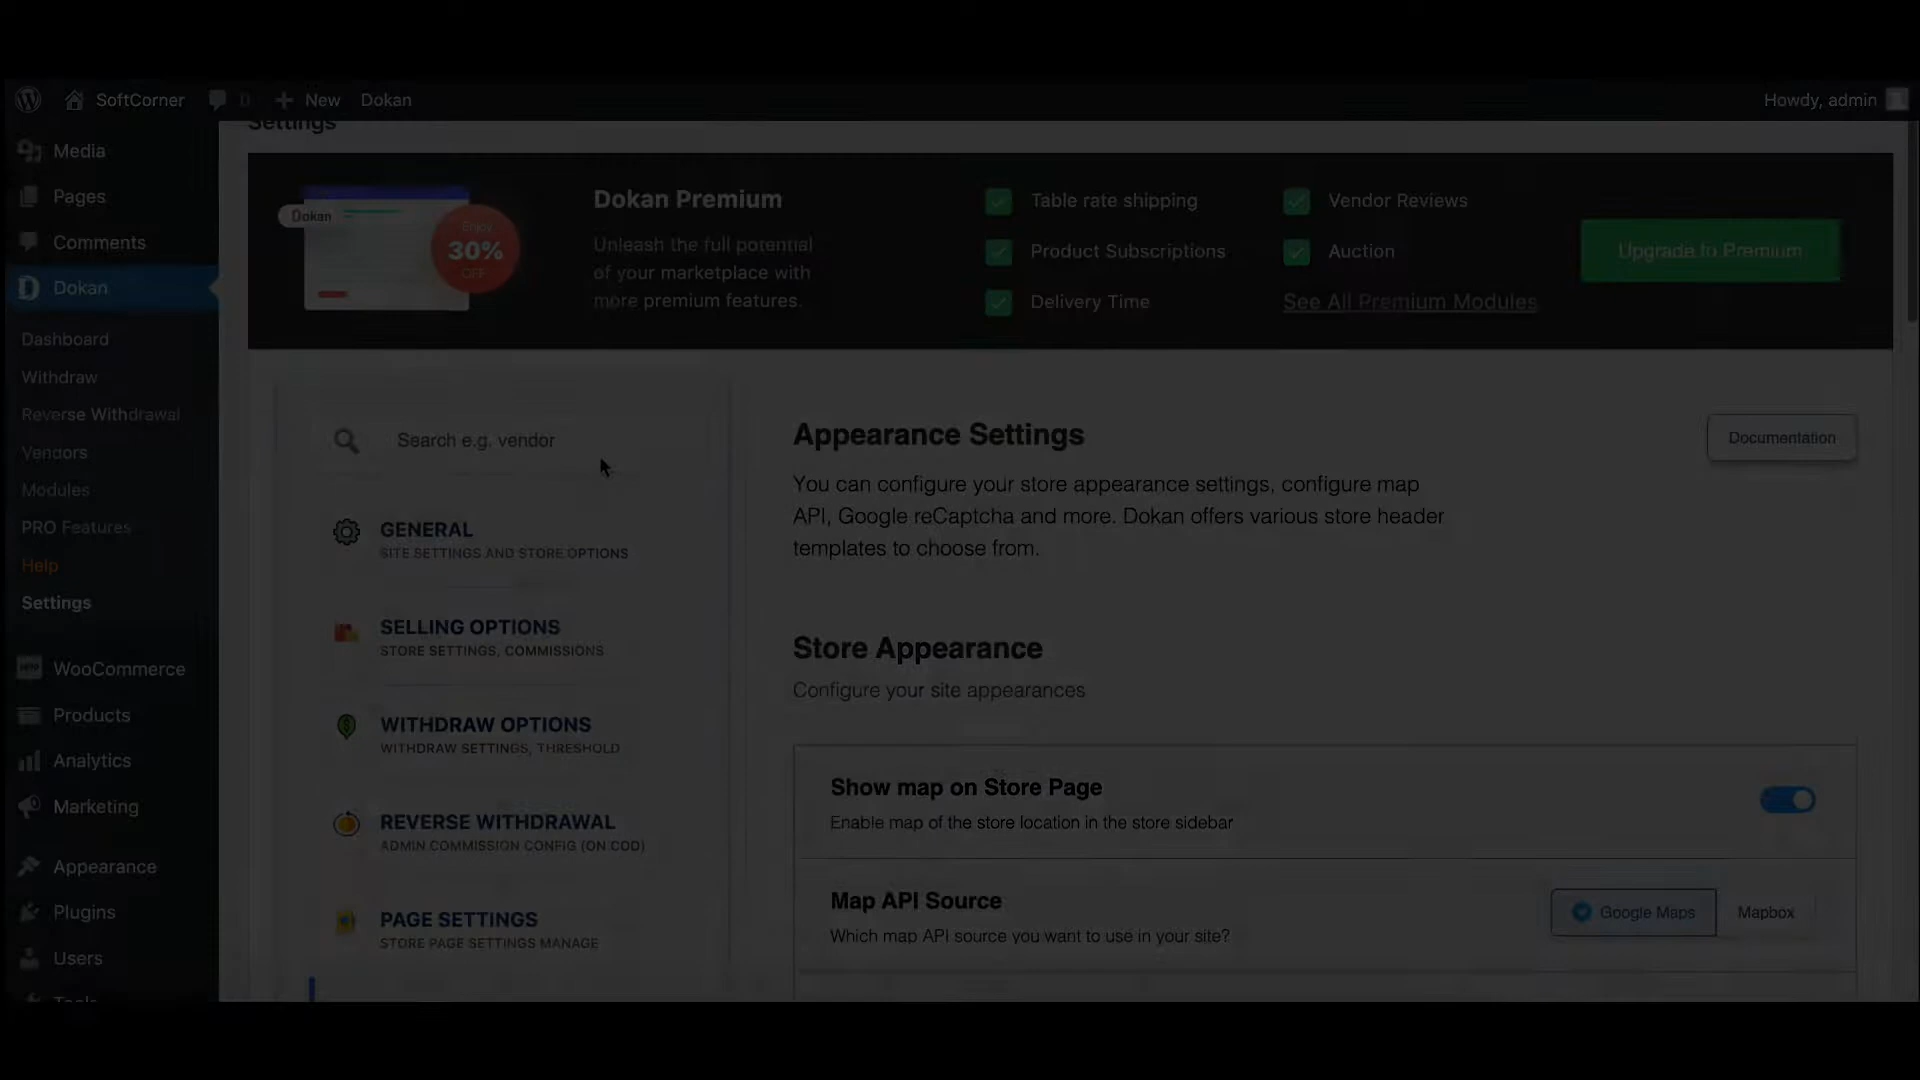 SoftCorner
0
New
Dokan
Howdy, admin
Settings
Media
Pages
Comments
Dokan
Dashboard
Withdraw
Reverse Withdrawal
Vendors
Modules
PRO Features
Help
Settings
WooCommerce
Products
Analytics
Marketing
Appearance
Plugins
Users
Tools
Dokan
Enjoy
30%
OFF
Dokan Premium
Unleash the full potential
of your marketplace with
more premium features.
Table rate shipping
Product Subscriptions
Delivery Time
Vendor Reviews
Auction
See All Premium Modules
Upgrade to Premium
Search e.g. vendor
GENERAL
SITE SETTINGS AND STORE OPTIONS
SELLING OPTIONS
STORE SETTINGS, COMMISSIONS
WITHDRAW OPTIONS
WITHDRAW SETTINGS, THRESHOLD
REVERSE WITHDRAWAL
ADMIN COMMISSION CONFIG (ON COD)
PAGE SETTINGS
STORE PAGE SETTINGS MANAGE
Appearance Settings
Documentation
You can configure your store appearance settings, configure map
API, Google reCaptcha and more. Dokan offers various store header
templates to choose from.
Store Appearance
Configure your site appearances
Show map on Store Page
Enable map of the store location in the store sidebar
Map API Source
Which map API source you want to use in your site?
Google Maps
Mapbox